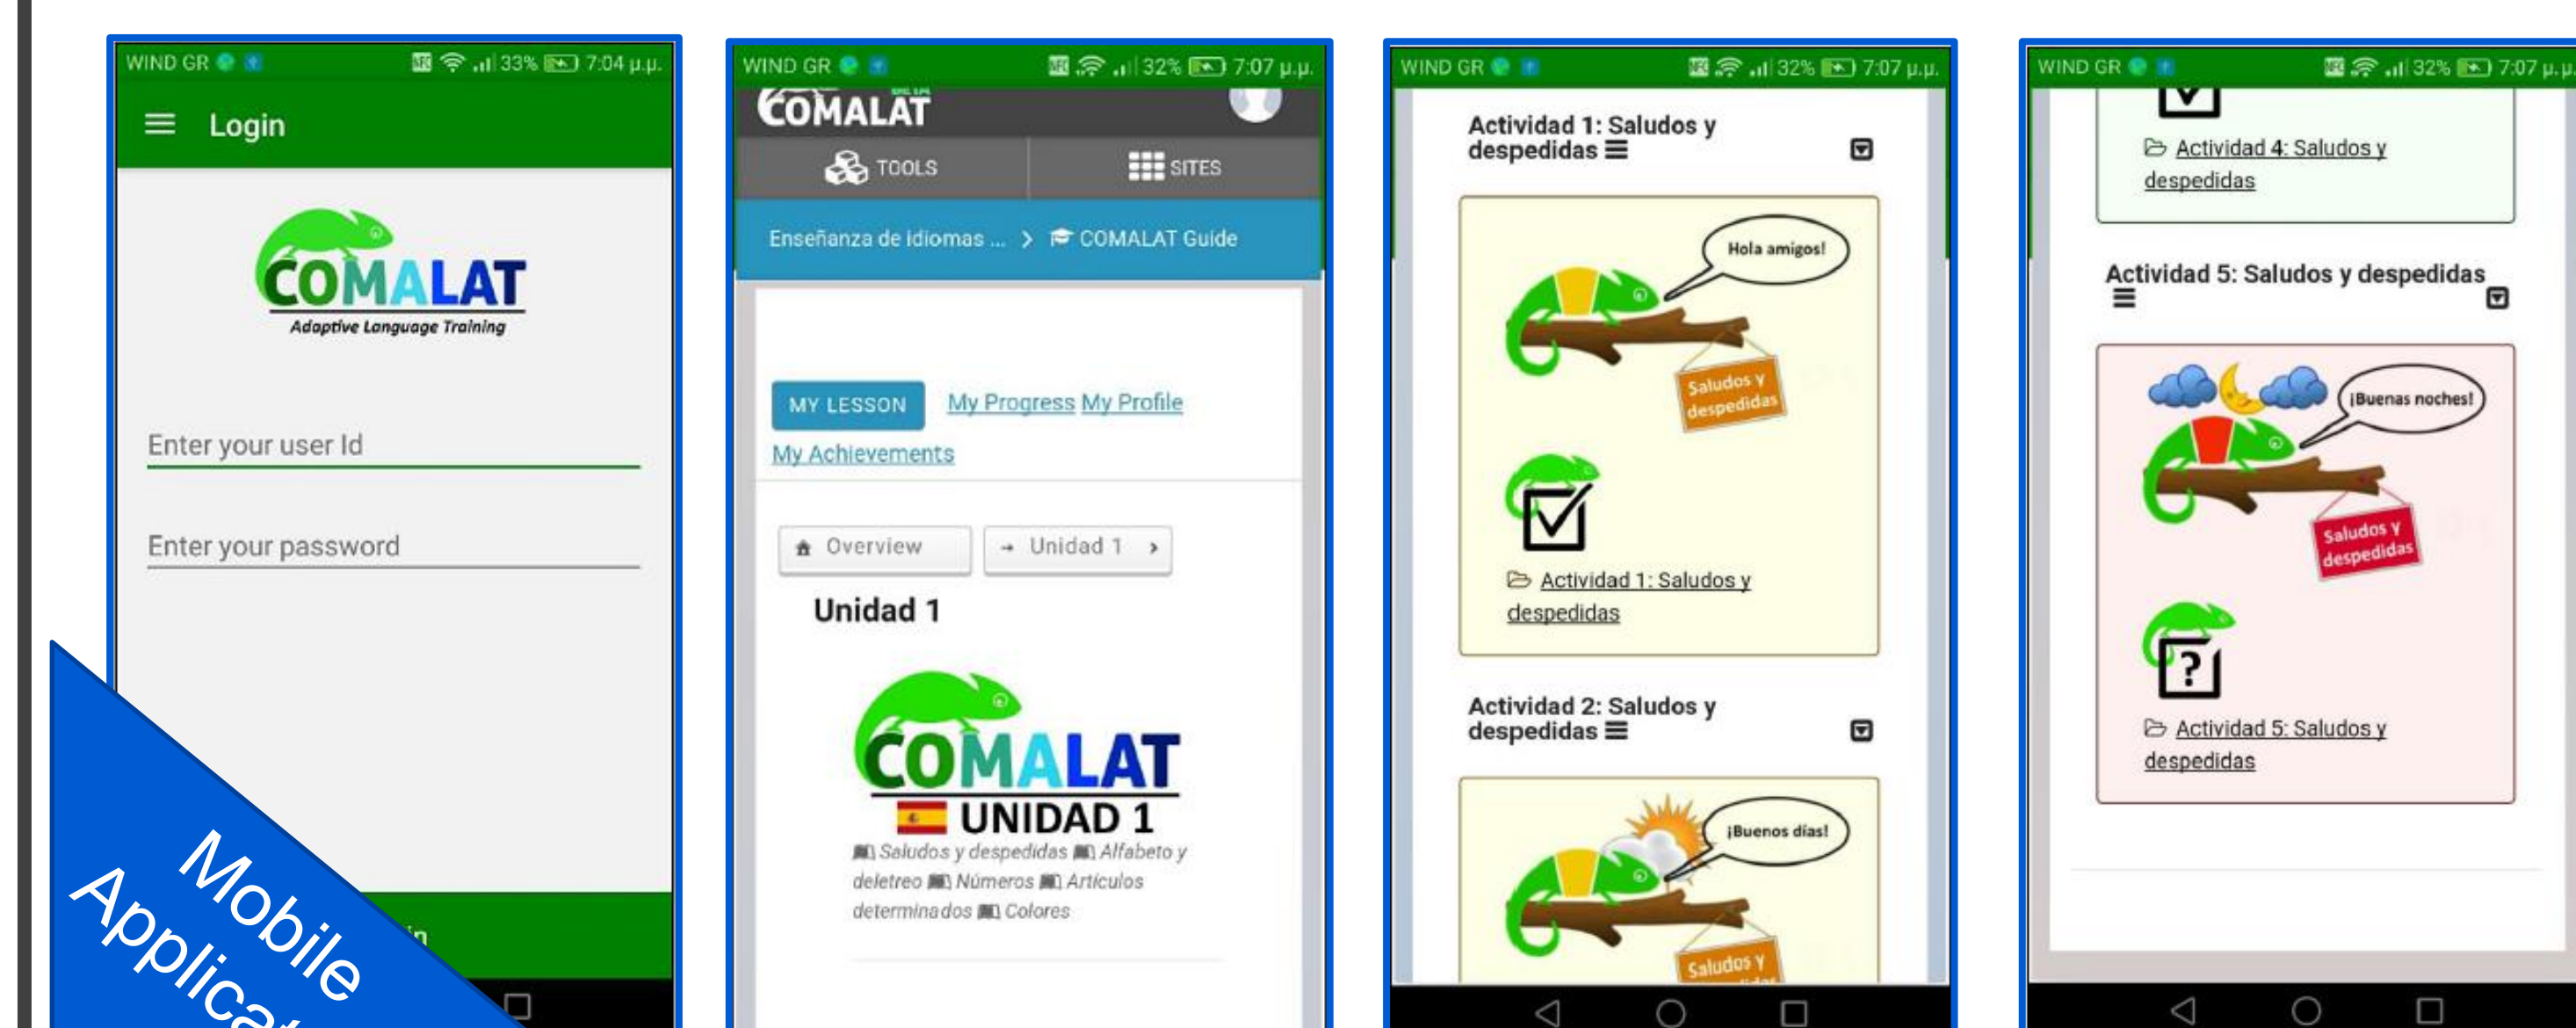 WIND GR 33% 7:04 μ.μ.
Login
COMALAT
Adaptive Language Training
Enter your user Id
Enter your password
Mobile
WIND GR 32% 7:07 μ.μ.
COMALAT
TOOLS SITES
Enseñanza de idiomas ... > COMALAT Guide
MY LESSON My Progress My Profile
My Achievements
Overview → Unidad 1 >
Unidad 1
COMALAT
UNIDAD 1
Saludos y despedidas Alfabeto y
deletreo Números Artículos
determinados Colores
WIND GR 32% 7:07 μ.μ.
Actividad 1: Saludos y
despedidas
Hola amigos!
Saludos y
despedidas
Actividad 1: Saludos y
despedidas
Actividad 2: Saludos y
despedidas
¡Buenos días!
Saludos y
WIND GR 32% 7:07 μ.μ.
Actividad 4: Saludos y
despedidas
Actividad 5: Saludos y despedidas
¡Buenas noches!
Saludos y
despedidas
?
Actividad 5: Saludos y
despedidas